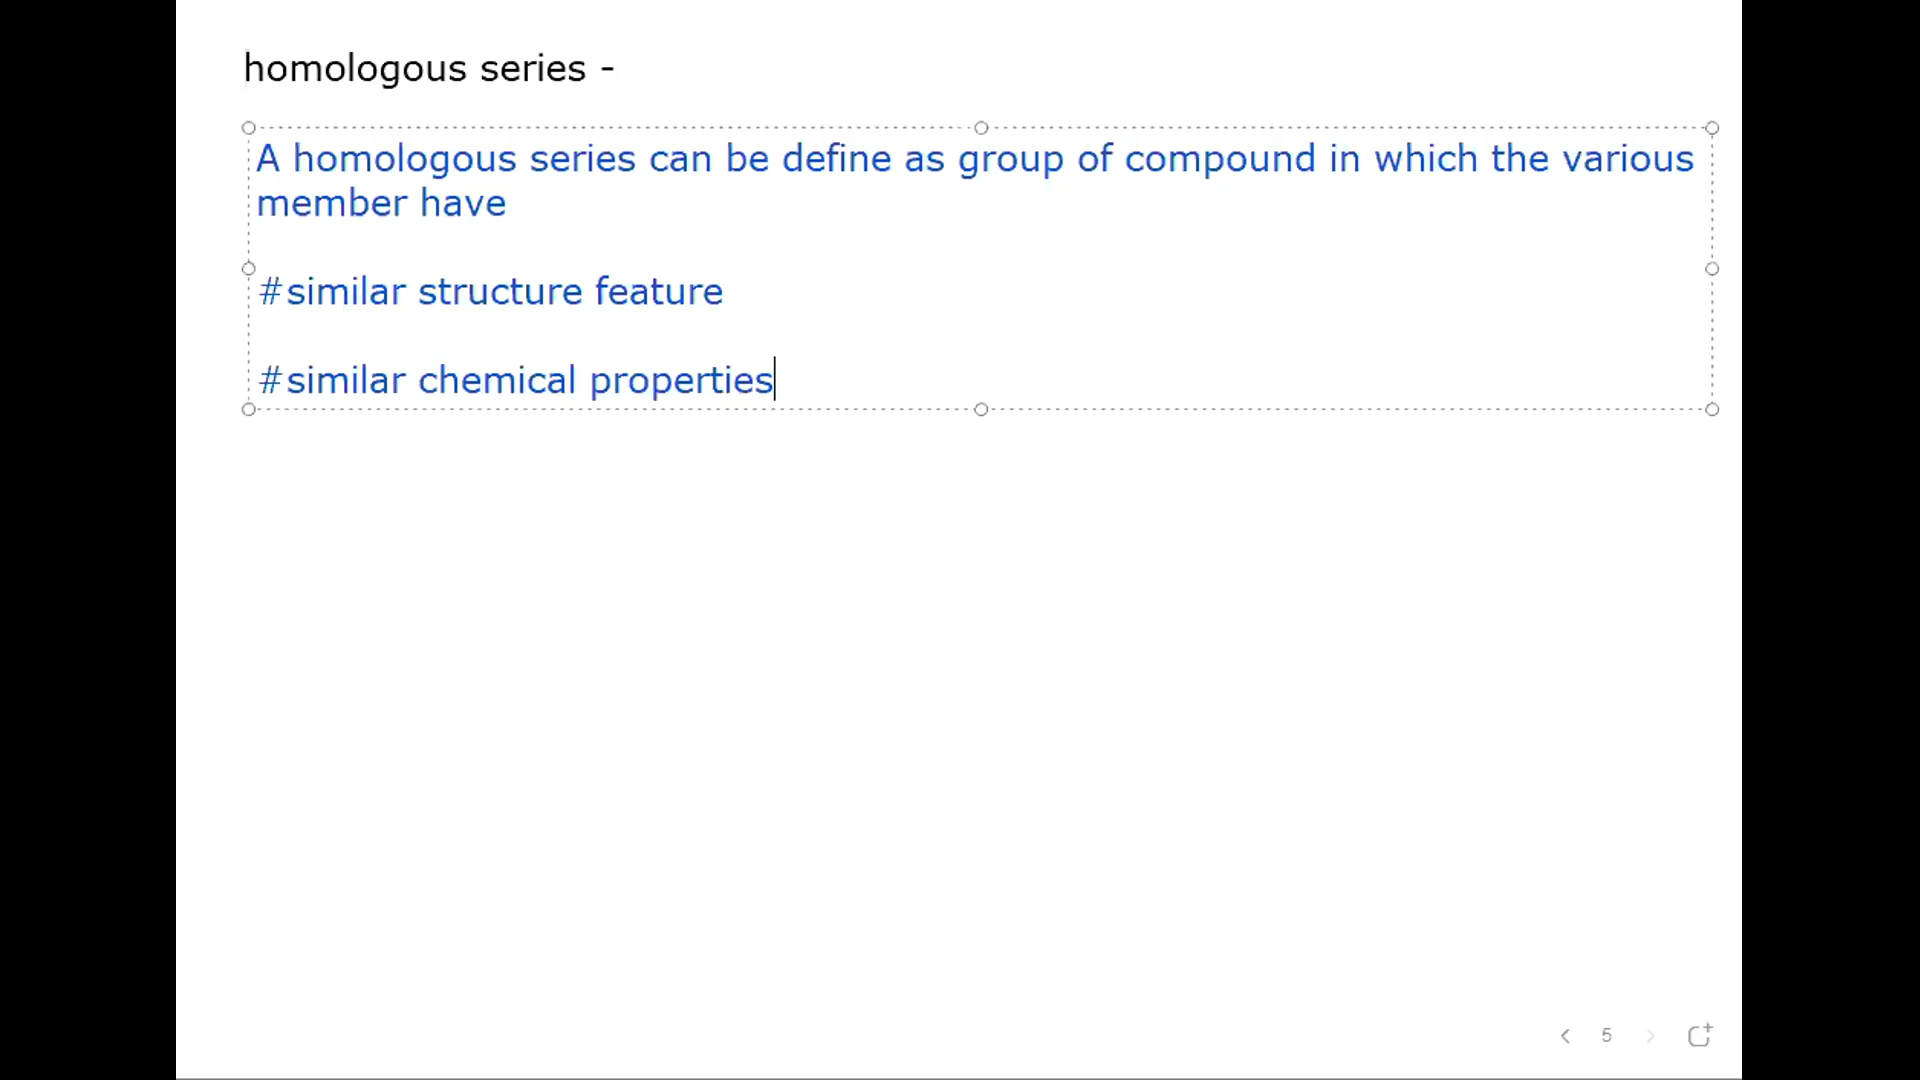 homologous series -
A homologous series can be define as group of compound in which the various
member have
#similar structure feature
#similar chemical properties
5